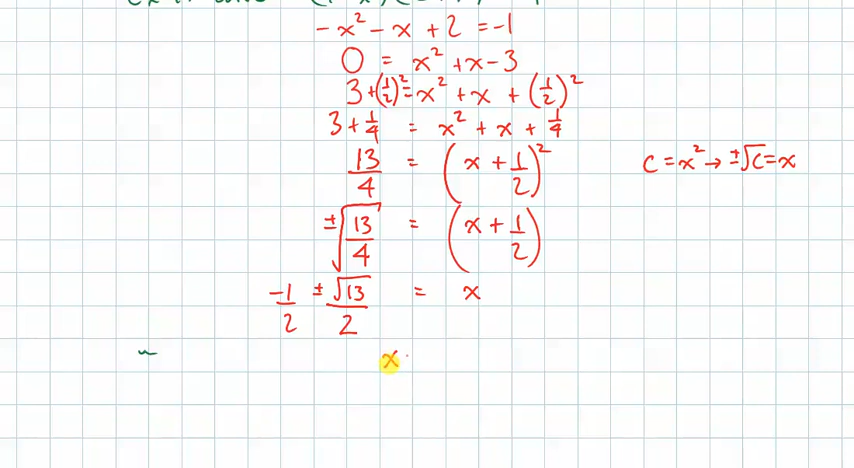 -x² - x + 2 = -1
0 = x² + x - 3
3 + (1/2)² = x² + x + (1/2)²
3 + 1/4 = x² + x + 1/4
13/4 = (x + 1/2)²
c = x² → ±√c = x
±√(13/4) = (x + 1/2)
-1/2 ± √13/2 = x
x